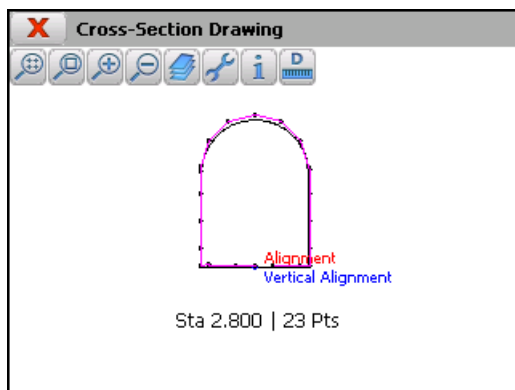 Cross-Section Drawing
D
Alignment
Vertical Alignment
Sta 2.800 | 23 Pts